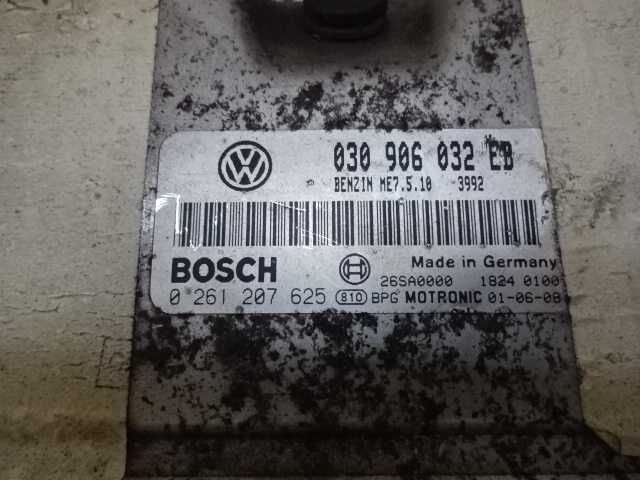 030 906 032 EB
BENZIN ME7.5.10 3992
BOSCH
Made in Germany
26SA0000 1824 0100
0 261 207 625 810 BPG MOTRONIC 01-06-08